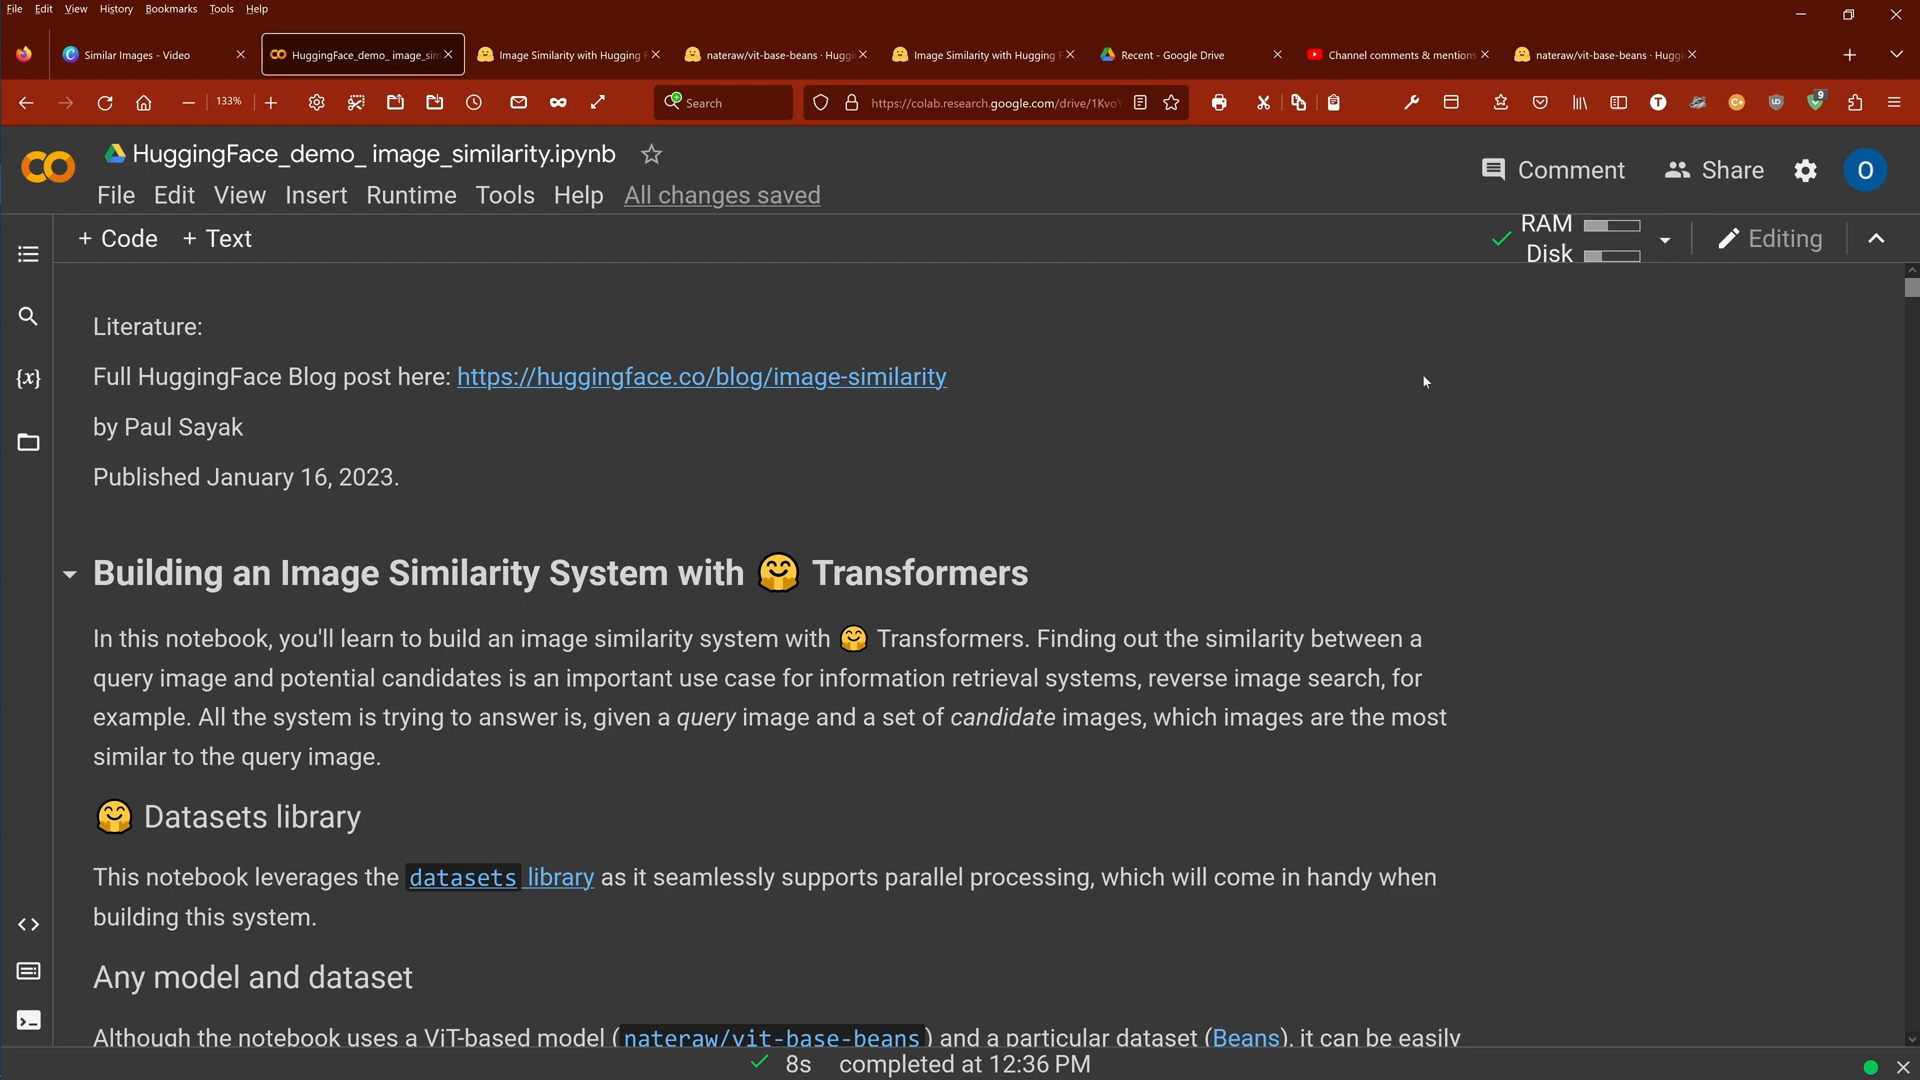 File Edit View History Bookmarks Tools Help
Similar Images - Video
HuggingFace_demo_ image_sim
Image Similarity with Hugging F
nateraw/vit-base-beans · Huggi
Image Similarity with Hugging F
Recent - Google Drive
Channel comments & mentions
nateraw/vit-base-beans · Huggi
133%
Search
https://colab.research.google.com/drive/1Kvo
9
HuggingFace_demo_ image_similarity.ipynb
Comment
Share
O
File Edit View Insert Runtime Tools Help All changes saved
+ Code + Text
RAM
Disk
Editing
Literature:
Full HuggingFace Blog post here: https://huggingface.co/blog/image-similarity
by Paul Sayak
Published January 16, 2023.
Building an Image Similarity System with 🤗 Transformers
In this notebook, you'll learn to build an image similarity system with 🤗 Transformers. Finding out the similarity between a
query image and potential candidates is an important use case for information retrieval systems, reverse image search, for
example. All the system is trying to answer is, given a query image and a set of candidate images, which images are the most
similar to the query image.
🤗 Datasets library
This notebook leverages the datasets library as it seamlessly supports parallel processing, which will come in handy when
building this system.
Any model and dataset
Although the notebook uses a ViT-based model (nateraw/vit-base-beans) and a particular dataset (Beans), it can be easily
8s completed at 12:36 PM